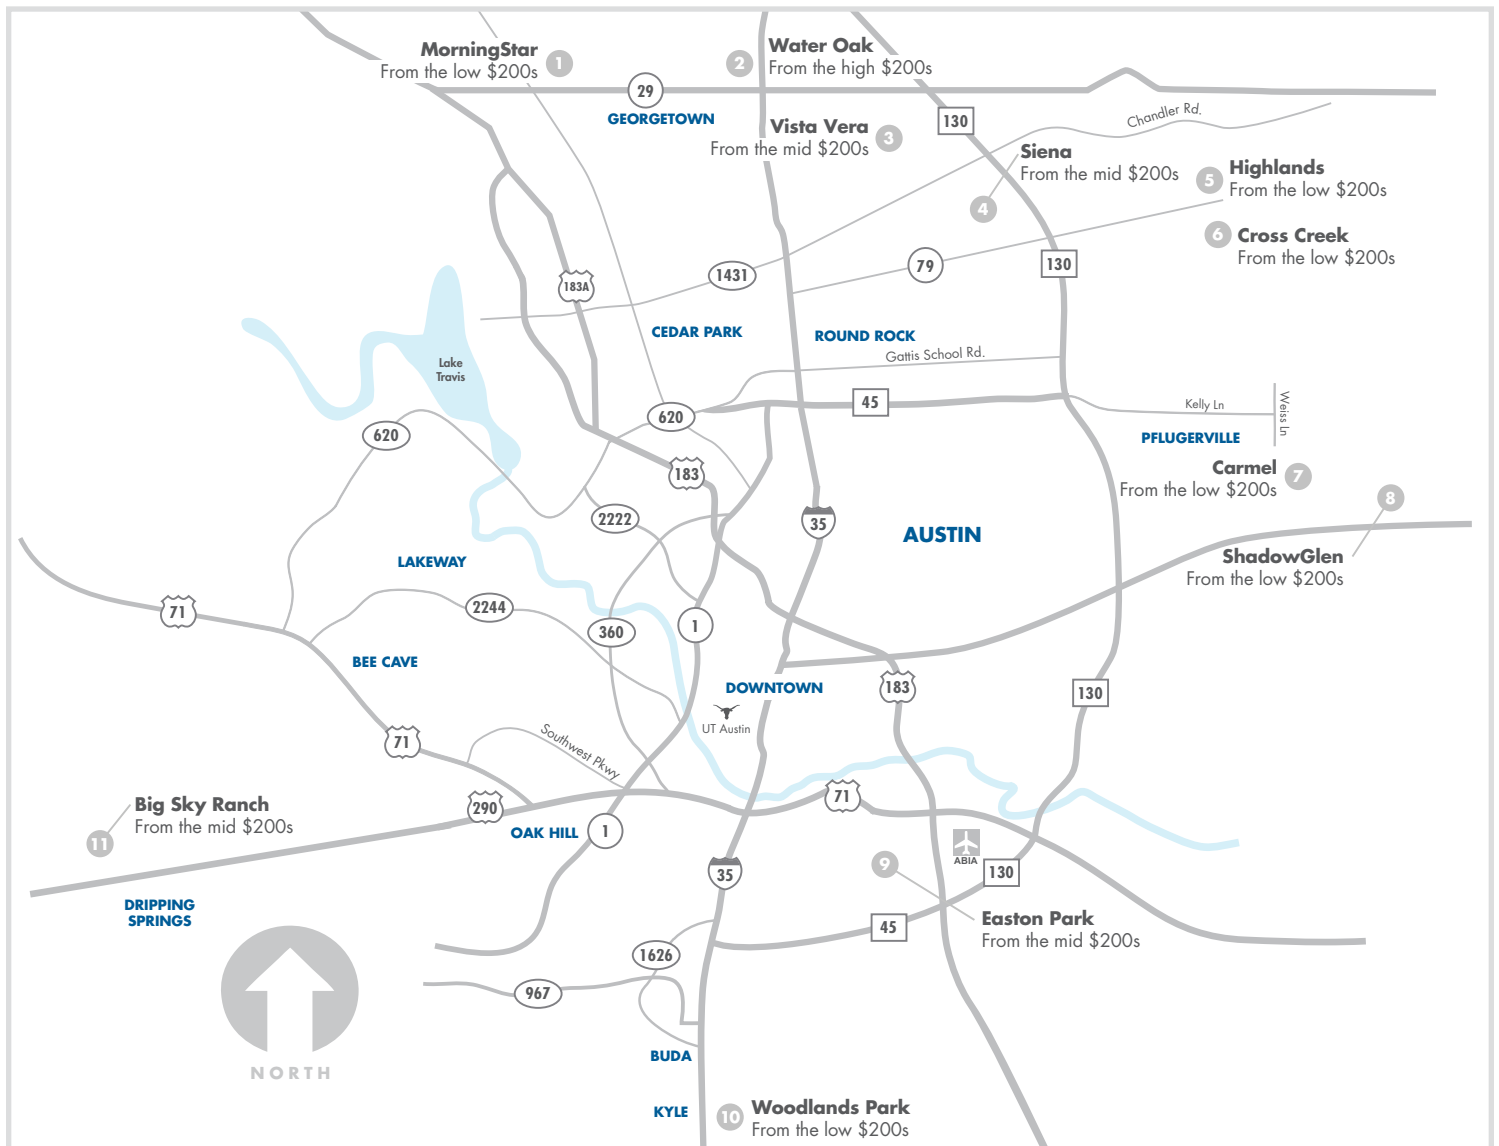 MorningStar
From the low $200s
1
2
Water Oak
From the high $200s
29
GEORGETOWN
130
Chandler Rd.
Vista Vera
From the mid $200s
3
Siena
From the mid $200s
4
5
Highlands
From the low $200s
6
Cross Creek
From the low $200s
183A
1431
79
130
CEDAR PARK
ROUND ROCK
Gattis School Rd.
Lake
Travis
620
620
45
Kelly Ln
Weiss Ln
PFLUGERVILLE
183
Carmel
From the low $200s
7
8
2222
35
AUSTIN
ShadowGlen
From the low $200s
LAKEWAY
71
2244
360
1
BEE CAVE
DOWNTOWN
183
130
UT Austin
71
Southwest Pkwy
71
Big Sky Ranch
From the mid $200s
11
290
OAK HILL
1
ABIA
130
35
9
DRIPPING
SPRINGS
Easton Park
From the mid $200s
45
1626
967
NORTH
BUDA
KYLE
10
Woodlands Park
From the low $200s